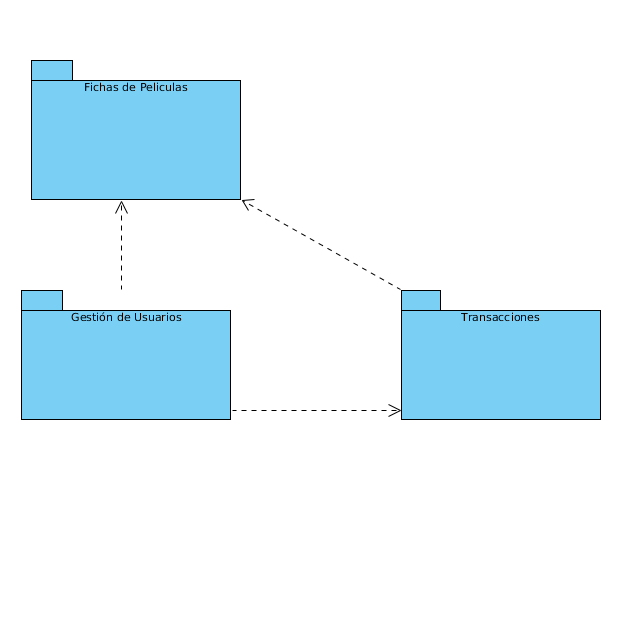 Fichas de Peliculas
Gestión de Usuarios
Transacciones